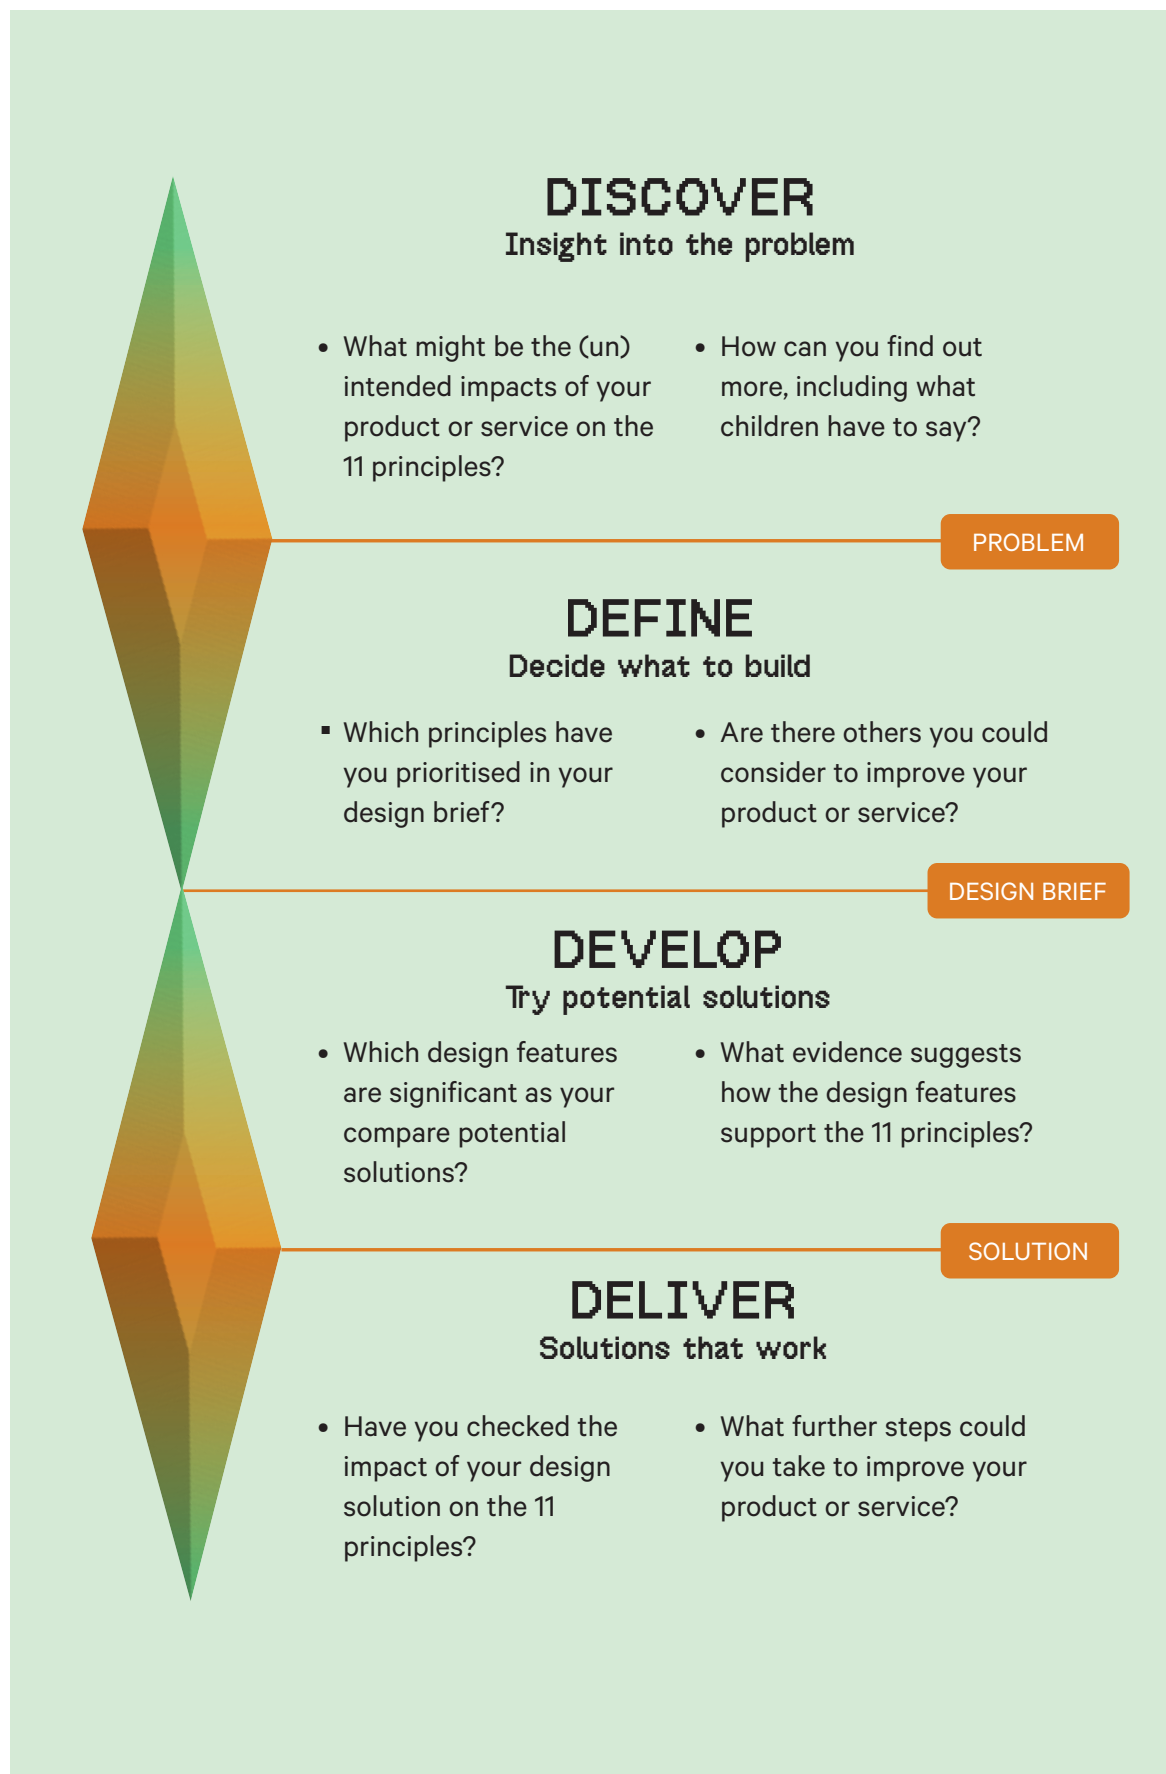 DISCOVER
Insight into the problem
• What might be the (un)
intended impacts of your
product or service on the
11 principles?
• How can you find out
more, including what
children have to say?
PROBLEM
DEFINE
Decide what to build
▪ Which principles have
you prioritised in your
design brief?
• Are there others you could
consider to improve your
product or service?
DESIGN BRIEF
DEVELOP
Try potential solutions
• Which design features
are significant as your
compare potential
solutions?
• What evidence suggests
how the design features
support the 11 principles?
SOLUTION
DELIVER
Solutions that work
• Have you checked the
impact of your design
solution on the 11
principles?
• What further steps could
you take to improve your
product or service?